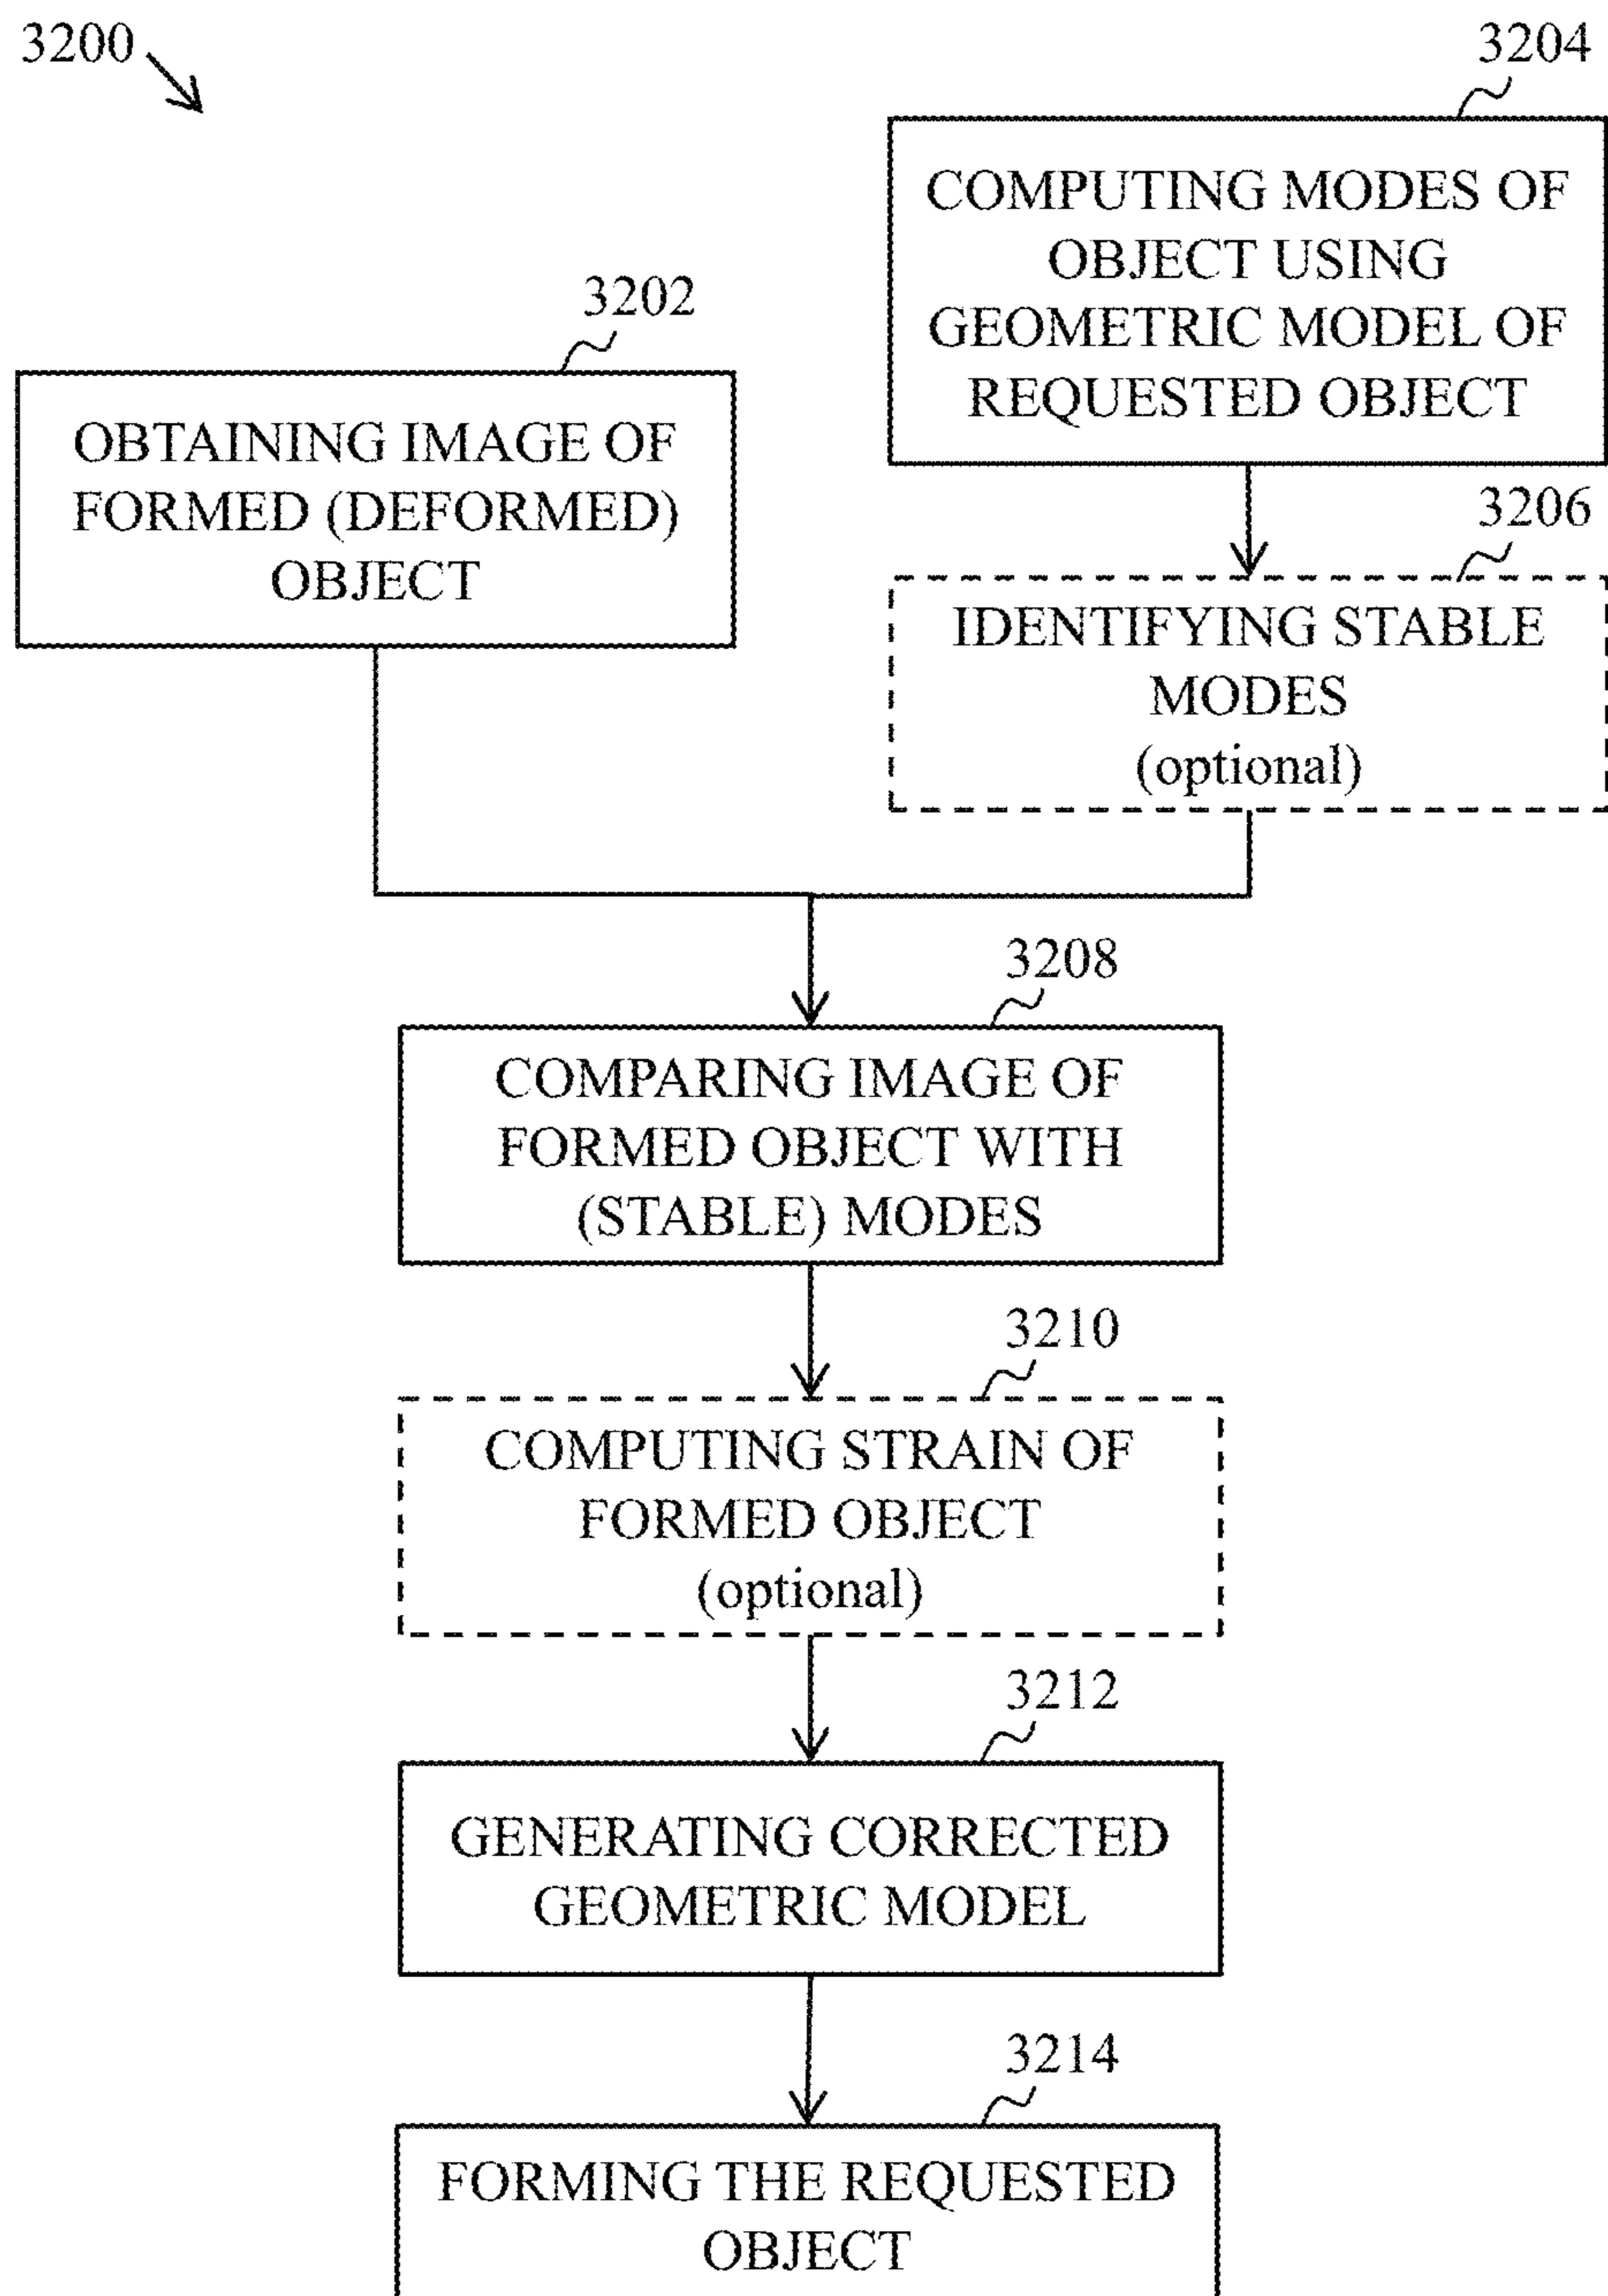 3200
3204
COMPUTING MODES OF
OBJECT USING
GEOMETRIC MODEL OF
REQUESTED OBJECT
3202
OBTAINING IMAGE OF
FORMED (DEFORMED)
OBJECT
3206
IDENTIFYING STABLE
MODES
(optional)
3208
COMPARING IMAGE OF
FORMED OBJECT WITH
(STABLE) MODES
3210
COMPUTING STRAIN OF
FORMED OBJECT
(optional)
3212
GENERATING CORRECTED
GEOMETRIC MODEL
3214
FORMING THE REQUESTED
OBJECT